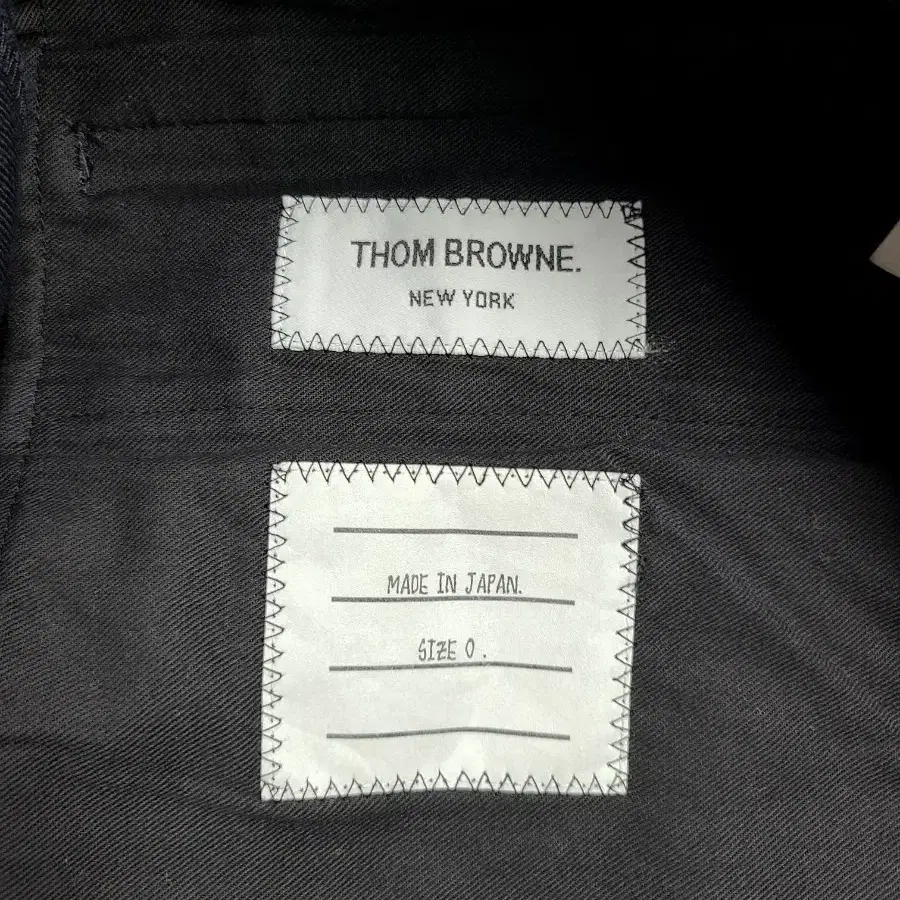 THOM BROWNE.
NEW YORK
MADE IN JAPAN.
SIZE 0.